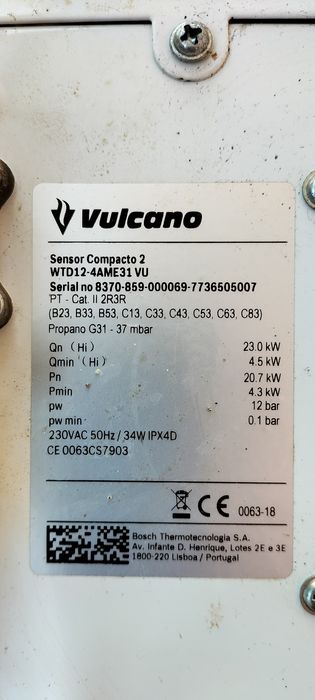 Vulcano
Sensor Compacto 2
WTD12-4AME31 VU
Serial no 8370-859-000069-7736505007
PT - Cat. II 2R3R
(B23, B33, B53, C13, C33, C43, C53, C63, C83)
Propano G31 - 37 mbar
Qn (Hi) 23.0 kW
Qmin (Hi) 4.5 kW
Pn 20.7 kW
Pmin 4.3 kW
pw 12 bar
pw min 0.1 bar
230VAC 50Hz / 34W IPX4D
CE 0063CS7903
CE 0063-18
Bosch Thermotecnologia S.A.
Av. Infante D. Henrique, Lotes 2E e 3E
1800-220 Lisboa / Portugal